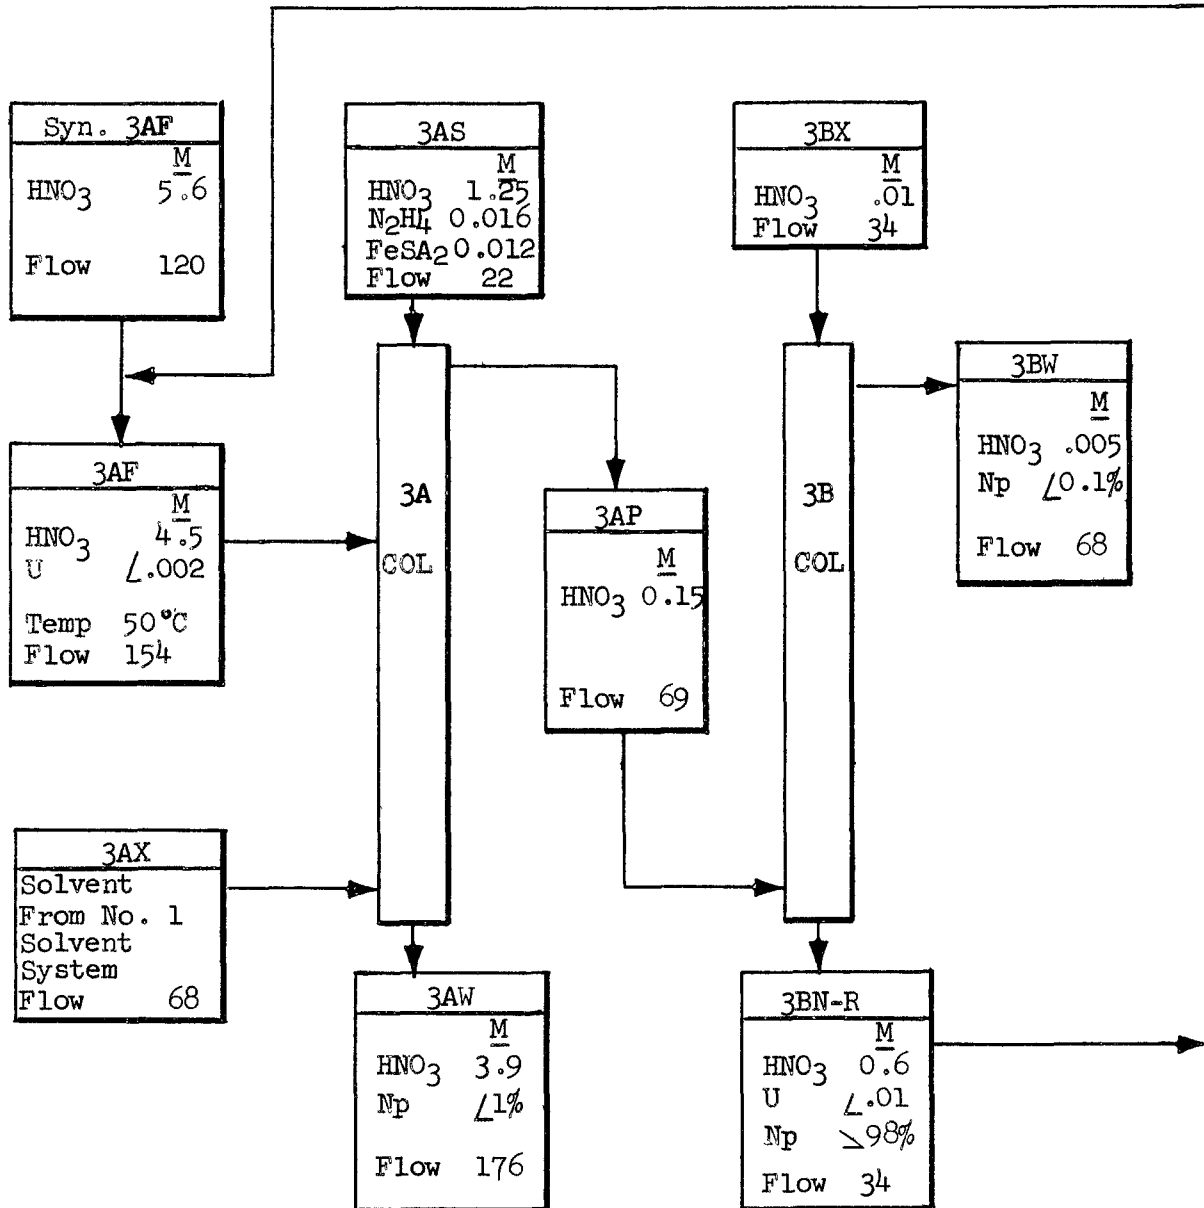 Syn. 3AF
M
HNO3 5.6
Flow 120
3AS
M
HNO3 1.25
N2H4 0.016
FeSA2 0.012
Flow 22
3BX
M
HNO3 .01
Flow 34
3AF
M
HNO3 4.5
U ∠.002
Temp 50°C
Flow 154
3A
COL
3AP
M
HNO3 0.15
Flow 69
3B
COL
3BW
M
HNO3 .005
Np ∠0.1%
Flow 68
3AX
Solvent
From No. 1
Solvent
System
Flow 68
3AW
M
HNO3 3.9
Np ∠1%
Flow 176
3BN-R
M
HNO3 0.6
U ∠.01
Np >98%
Flow 34